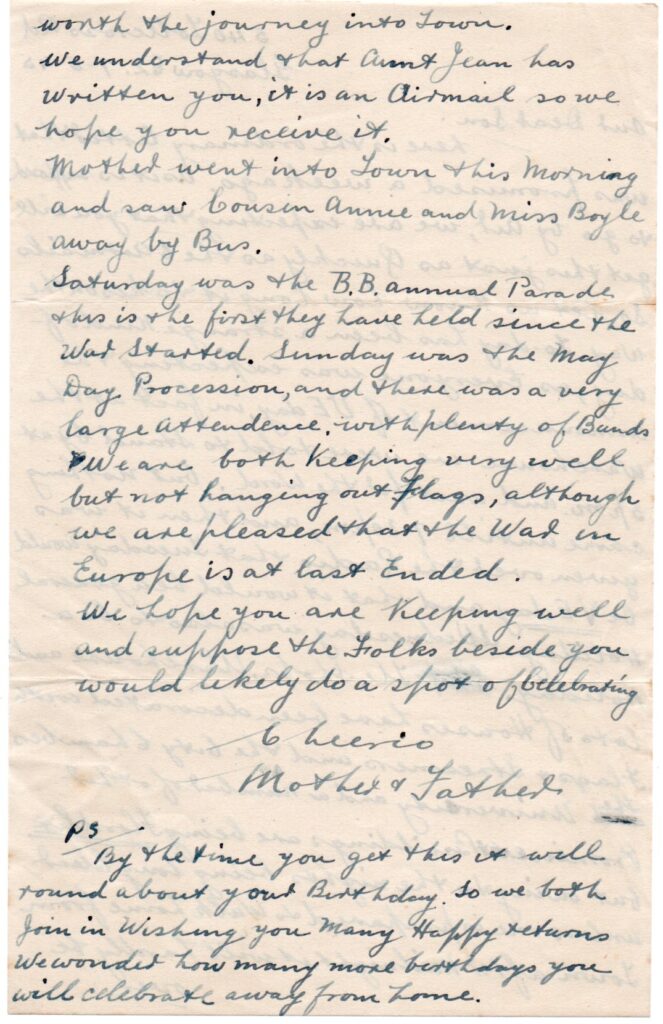 worth the journey into Town.
We understand that Aunt Jean has
written you, it is an Airmail so we
hope you receive it.
Mother went into Town this Morning
and saw Cousin Annie and Miss Boyle
away by Bus.
Saturday was the B.B. annual Parade
this is the first they have held since the
War Started. Sunday was the May
Day Procession, and there was a very
large attendence, with plenty of Bands
We are both Keeping very well
but not hanging out Flags, although
we are pleased that the War in
Europe is at last Ended.
We hope you are Keeping well
and suppose the Folks beside you
would likely do a spot of Celebrating
Cheerio
Mother & Father
PS
By the time you get this it will
round about your Birthday. So we both
Join in Wishing you Many Happy returns
We wonder how many more birthdays you
will celebrate away from home.